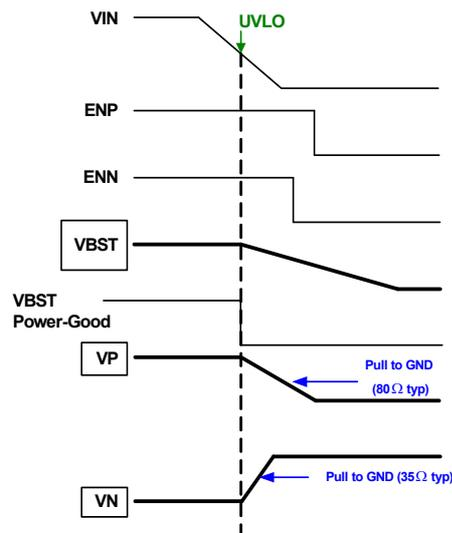 VIN
UVLO
ENP
ENN
VBST
VBST
Power-Good
VP
Pull to GND
(80Ω typ)
VN
Pull to GND (35Ω typ)